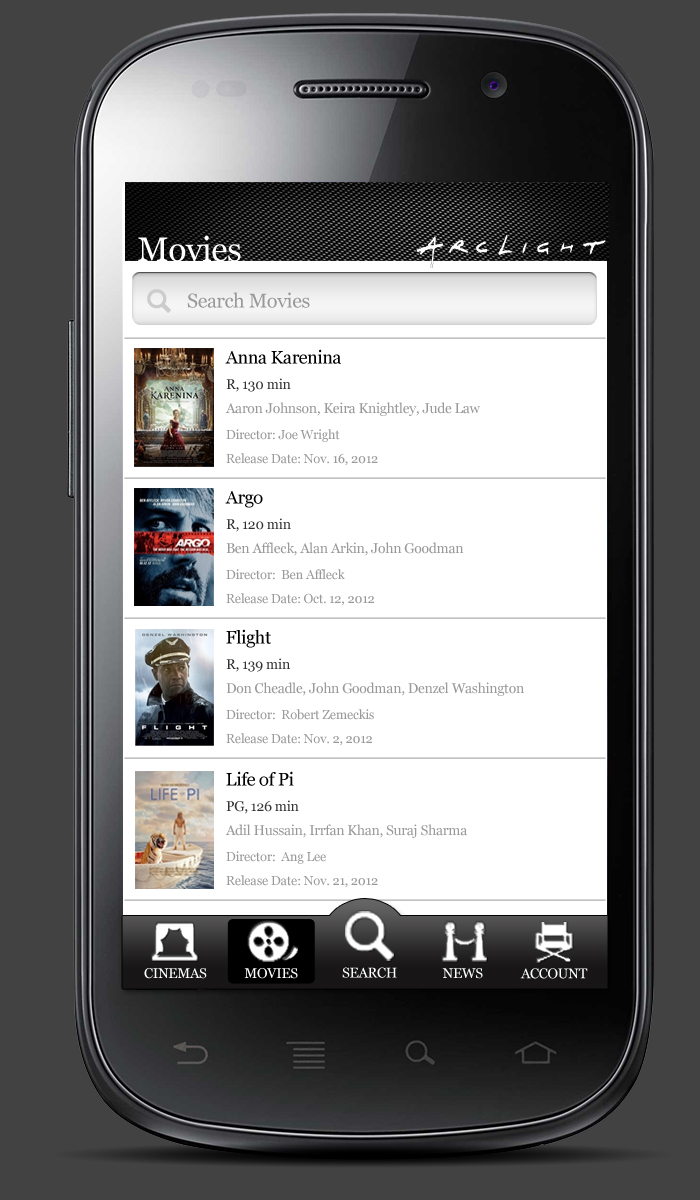 Movies
ARCLIGHT
Search Movies
Anna Karenina
R, 130 min
Aaron Johnson, Keira Knightley, Jude Law
Director: Joe Wright
Release Date: Nov. 16, 2012
ANNA
KARENINA
Argo
R, 120 min
Ben Affleck, Alan Arkin, John Goodman
Director: Ben Affleck
Release Date: Oct. 12, 2012
ARGO
Flight
R, 139 min
Don Cheadle, John Goodman, Denzel Washington
Director: Robert Zemeckis
Release Date: Nov. 2, 2012
DENZEL WASHINGTON
FLIGHT
Life of Pi
PG, 126 min
Adil Hussain, Irrfan Khan, Suraj Sharma
Director: Ang Lee
Release Date: Nov. 21, 2012
LIFE OF PI
CINEMAS
MOVIES
SEARCH
NEWS
ACCOUNT